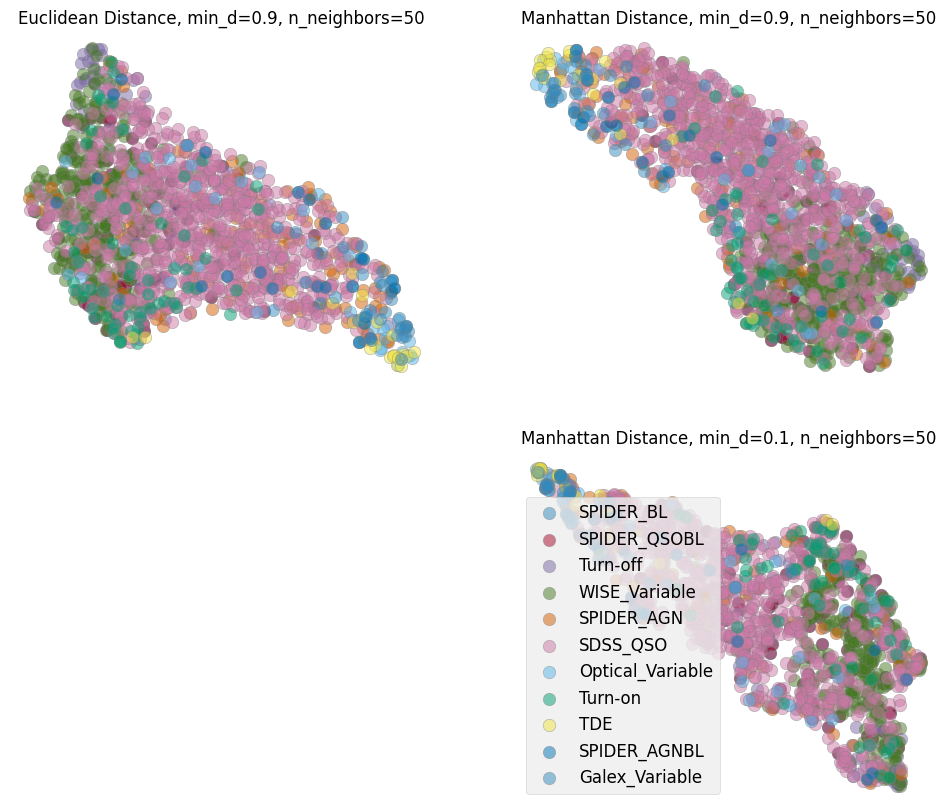 Euclidean Distance, min_d=0.9, n_neighbors=50
Manhattan Distance, min_d=0.9, n_neighbors=50
Manhattan Distance, min_d=0.1, n_neighbors=50
SPIDER_BL
SPIDER_QSOBL
Turn-off
WISE_Variable
SPIDER_AGN
SDSS_QSO
Optical_Variable
Turn-on
TDE
SPIDER_AGNBL
Galex_Variable